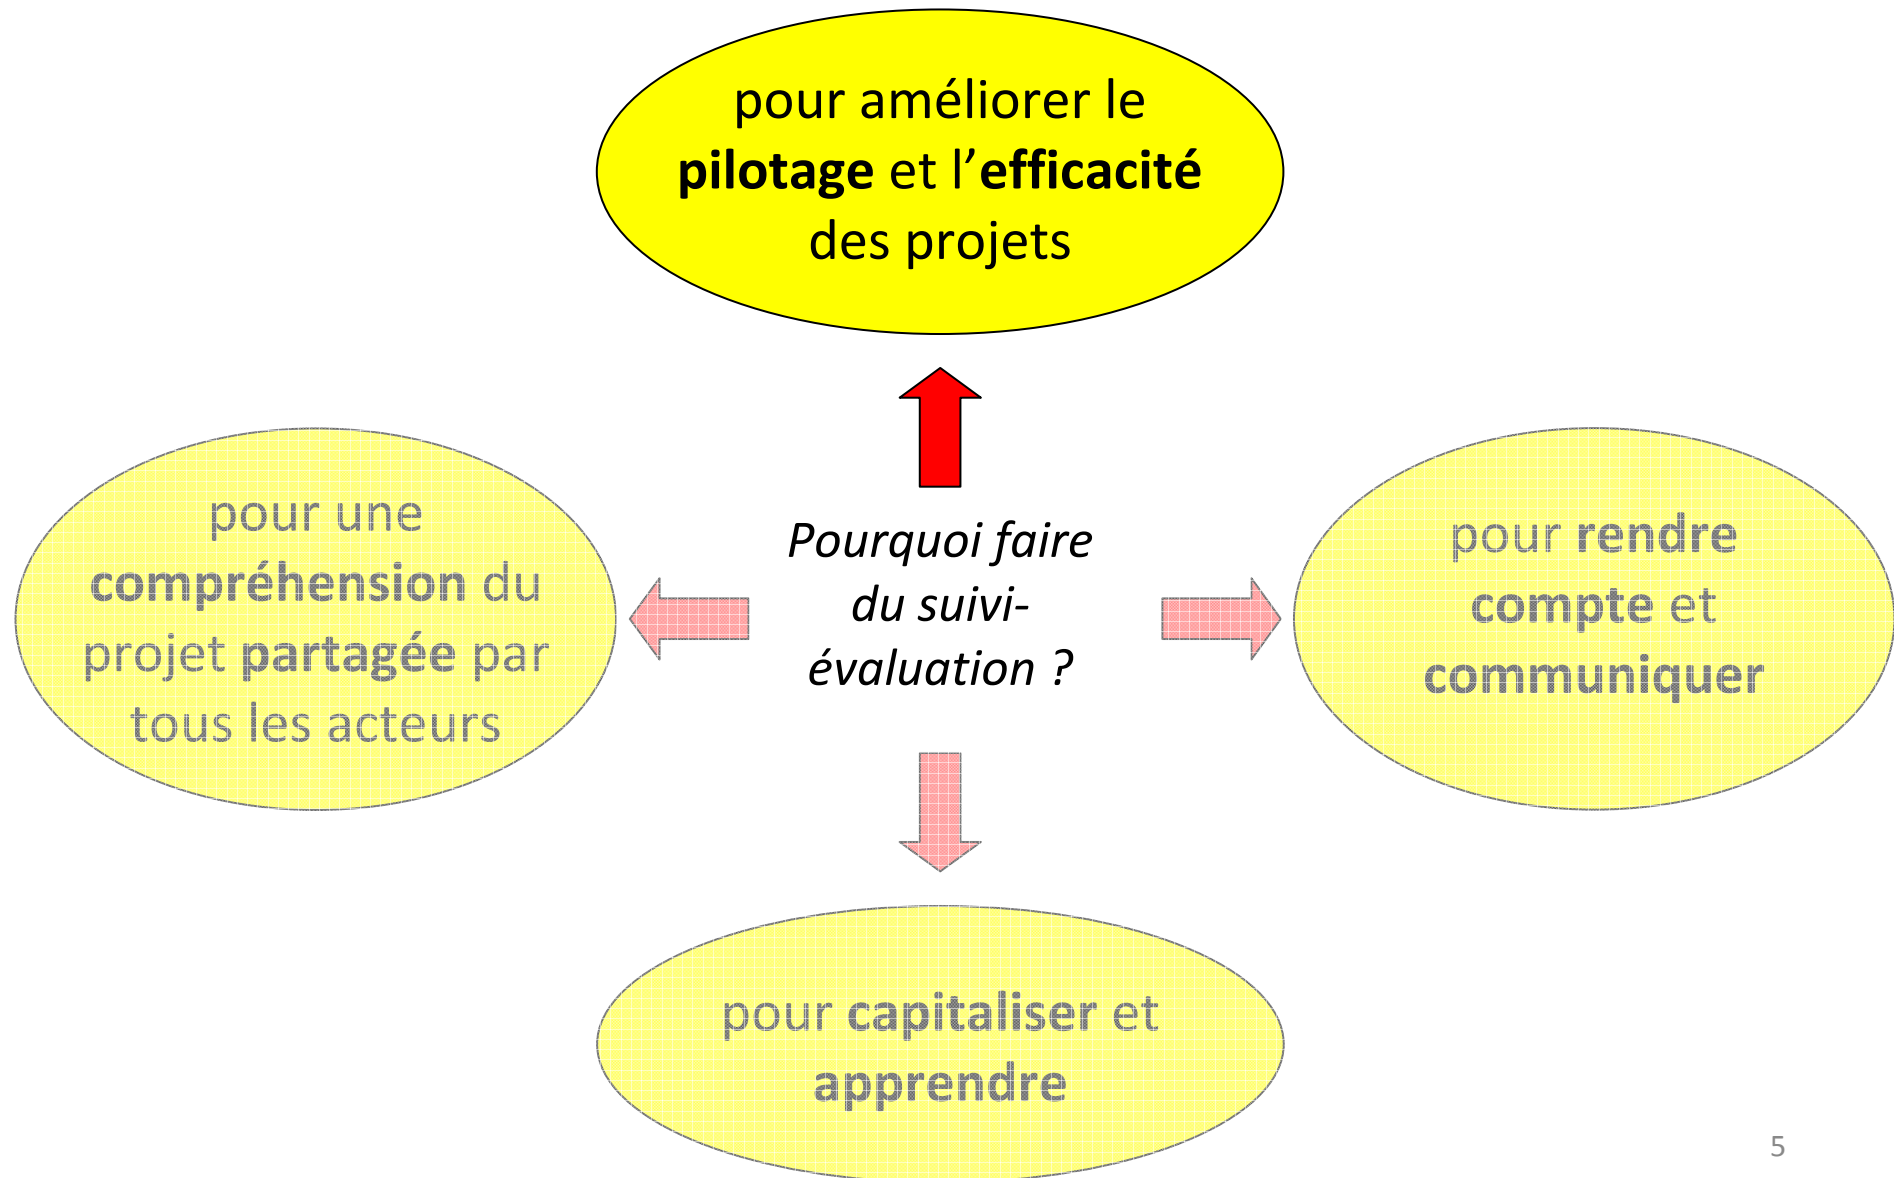 pour améliorer le
pilotage et l’efficacité
des projets
Pourquoi faire
du suivi-
évaluation ?
pour une
compréhension du
projet partagée par
tous les acteurs
pour rendre
compte et
communiquer
pour capitaliser et
apprendre
5